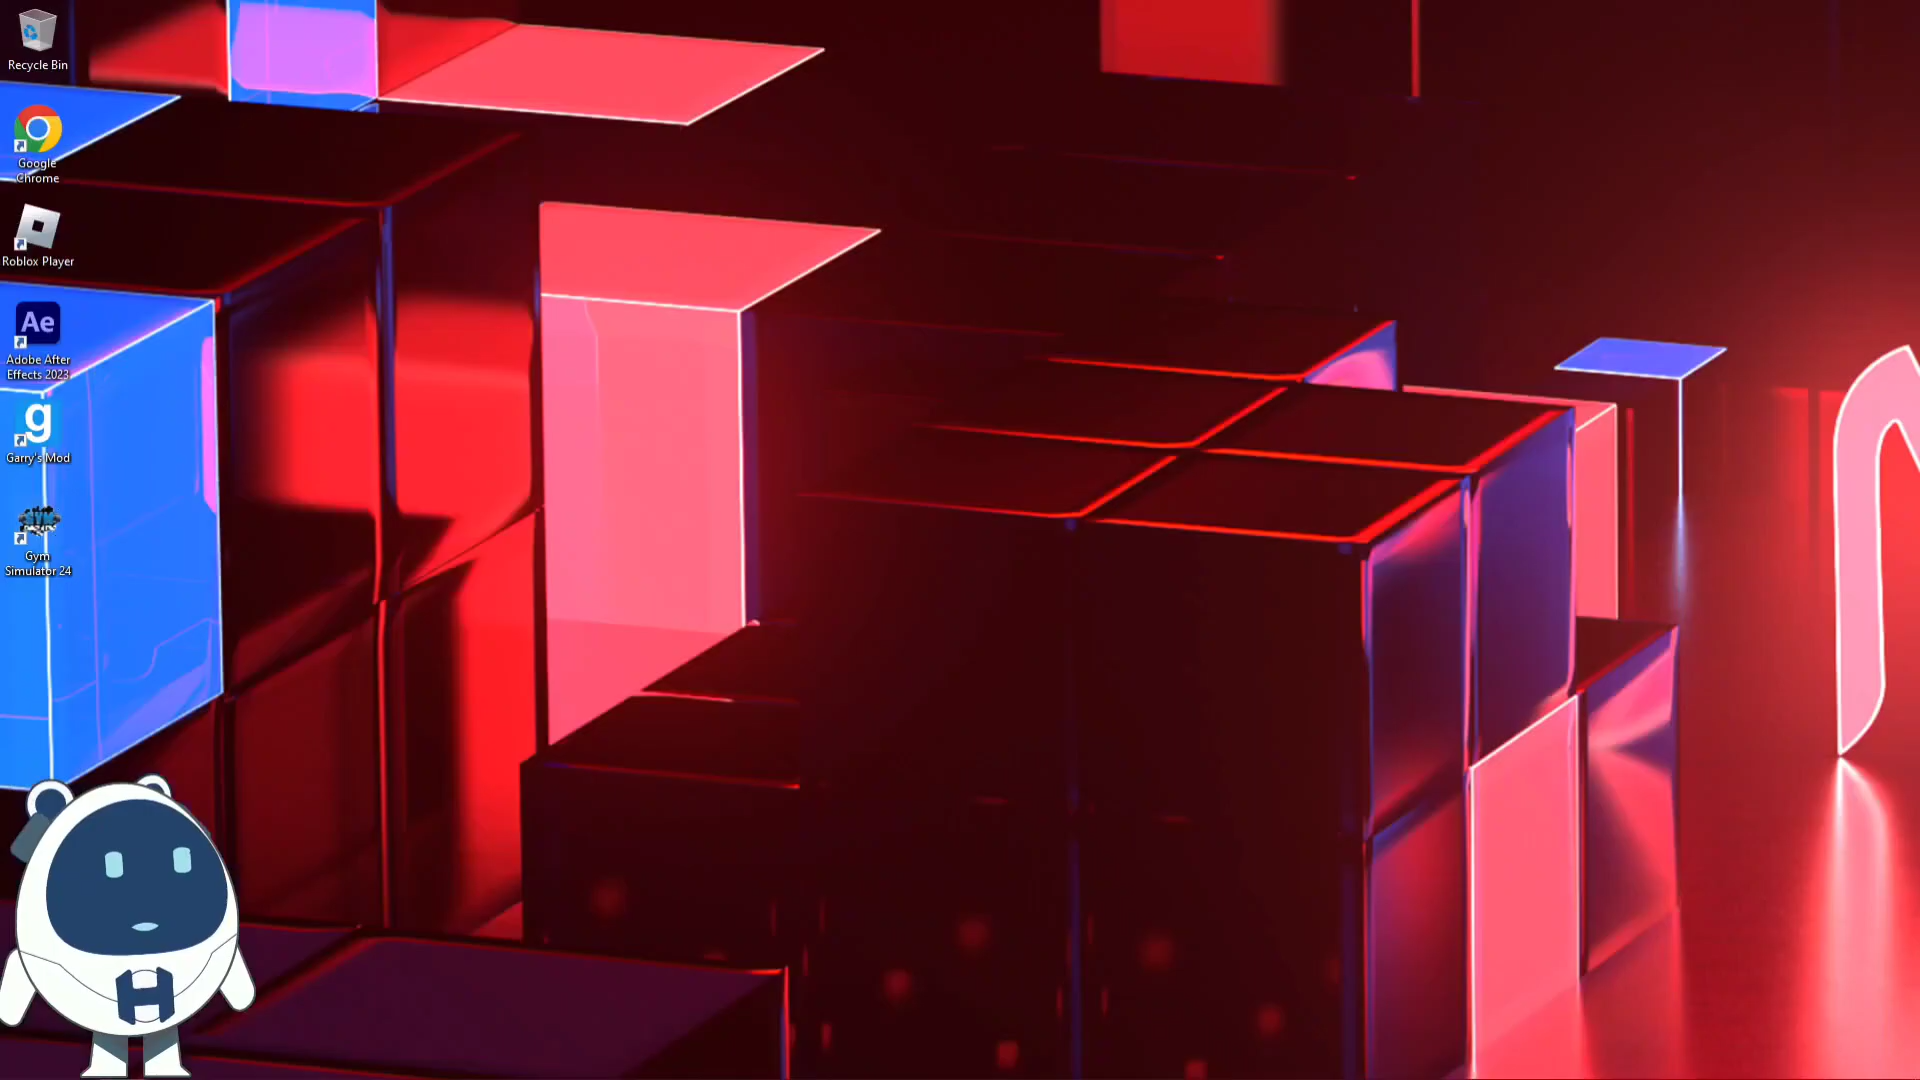 Recycle Bin
Google
Chrome
Roblox Player
Ae
Adobe After
Effects 2023
g
Garry's Mod
Gym
Simulator 24
H